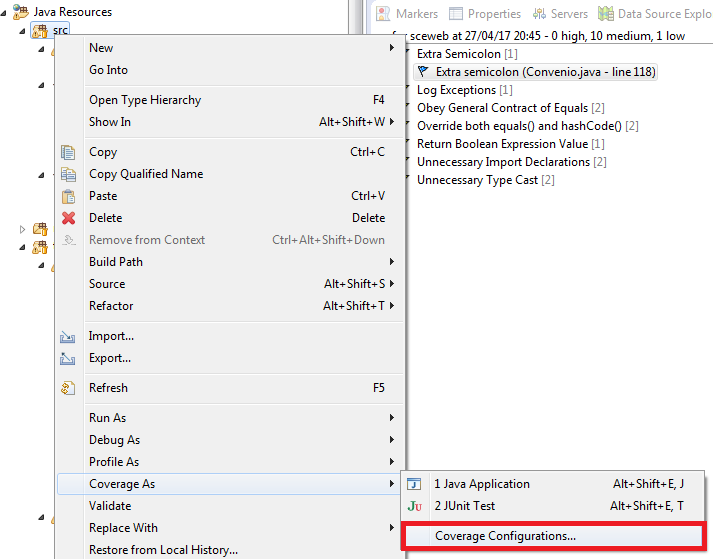 Java Resources
src
New
Go Into
Open Type Hierarchy F4
Show In Alt+Shift+W
Copy Ctrl+C
Copy Qualified Name
Paste Ctrl+V
Delete Delete
Remove from Context Ctrl+Alt+Shift+Down
Build Path
Source Alt+Shift+S
Refactor Alt+Shift+T
Import...
Export...
Refresh F5
Run As
Debug As
Profile As
Coverage As
Validate
Replace With
Restore from Local History...
Markers Properties Servers Data Source Explo
sceweb at 27/04/17 20:45 - 0 high, 10 medium, 1 low
Extra Semicolon [1]
Extra semicolon (Convenio.java - line 118)
Log Exceptions [1]
Obey General Contract of Equals [2]
Override both equals() and hashCode() [2]
Return Boolean Expression Value [1]
Unnecessary Import Declarations [2]
Unnecessary Type Cast [2]
1 Java Application Alt+Shift+E, J
2 JUnit Test Alt+Shift+E, T
Coverage Configurations...